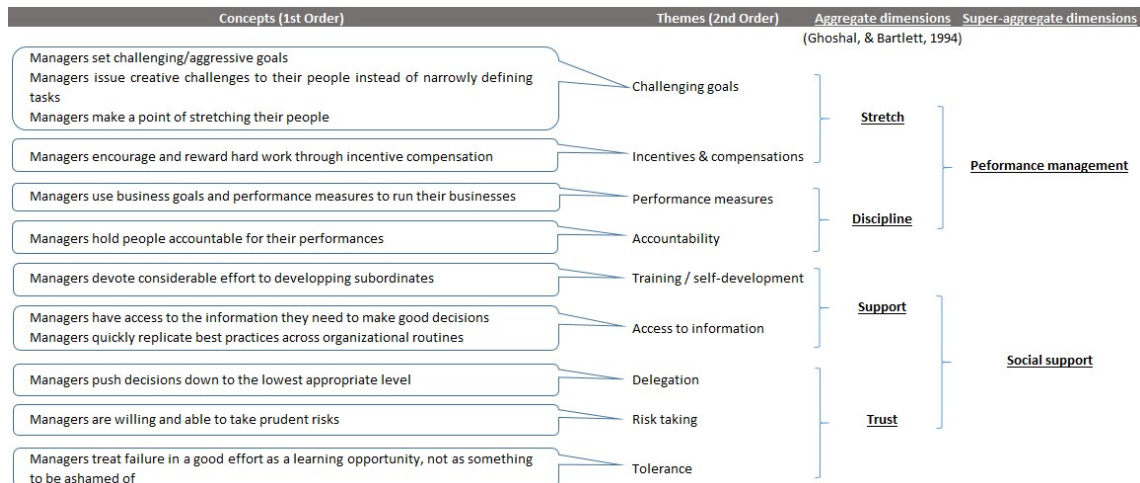 Concepts (1st Order) Themes (2nd Order) Aggregate dimensions Super-aggregate dimensions
(Ghoshal, & Bartlett, 1994)
Managers set challenging/aggressive goals
Managers issue creative challenges to their people instead of narrowly defining
tasks
Managers make a point of stretching their people
Challenging goals
Stretch
Managers encourage and reward hard work through incentive compensation
Incentives & compensations
Peformance management
Managers use business goals and performance measures to run their businesses
Performance measures
Discipline
Managers hold people accountable for their performances
Accountability
Managers devote considerable effort to developping subordinates
Training / self-development
Support
Managers have access to the information they need to make good decisions
Managers quickly replicate best practices across organizational routines
Access to information
Social support
Managers push decisions down to the lowest appropriate level
Delegation
Managers are willing and able to take prudent risks
Risk taking
Trust
Managers treat failure in a good effort as a learning opportunity, not as something
to be ashamed of
Tolerance